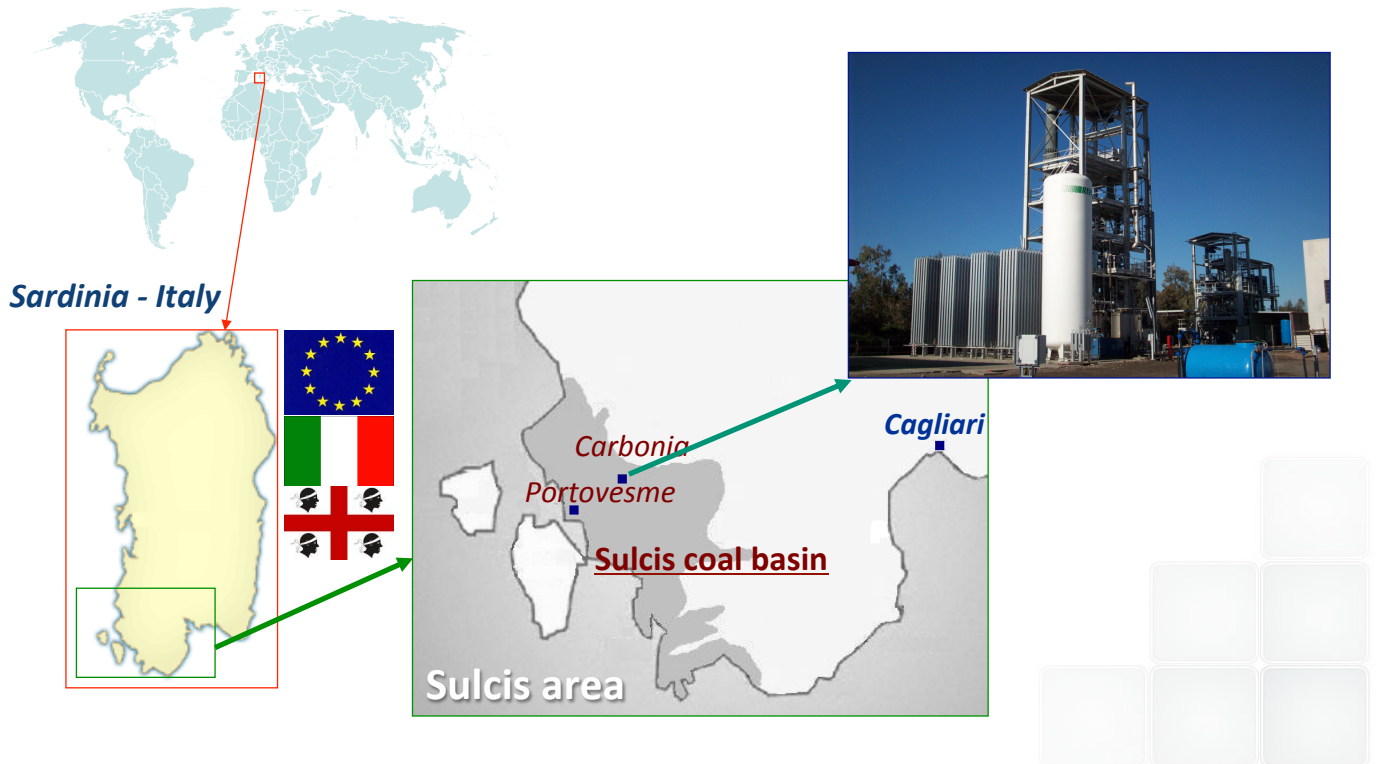 Sardinia - Italy
Cagliari
Carbonia
Portovesme
Sulcis coal basin
Sulcis area